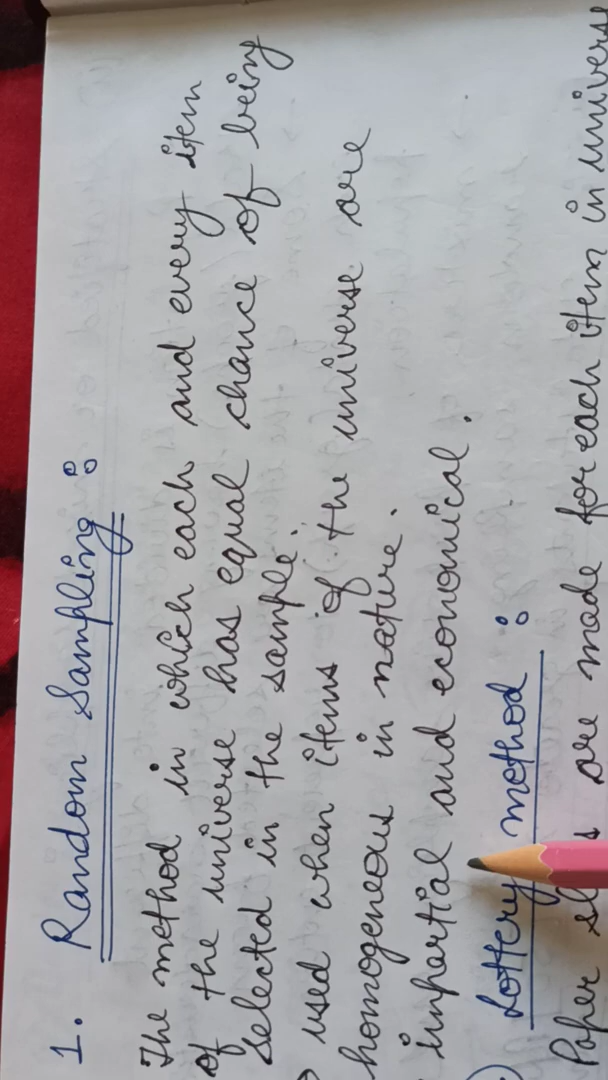 1. Random Sampling :
The method in which each and every item
of the universe has equal chance of being
selected in the sample.
used when items of the universe are
homogeneous in nature.
impartial and economical.
Lottery method :
Paper are made for each item in universe